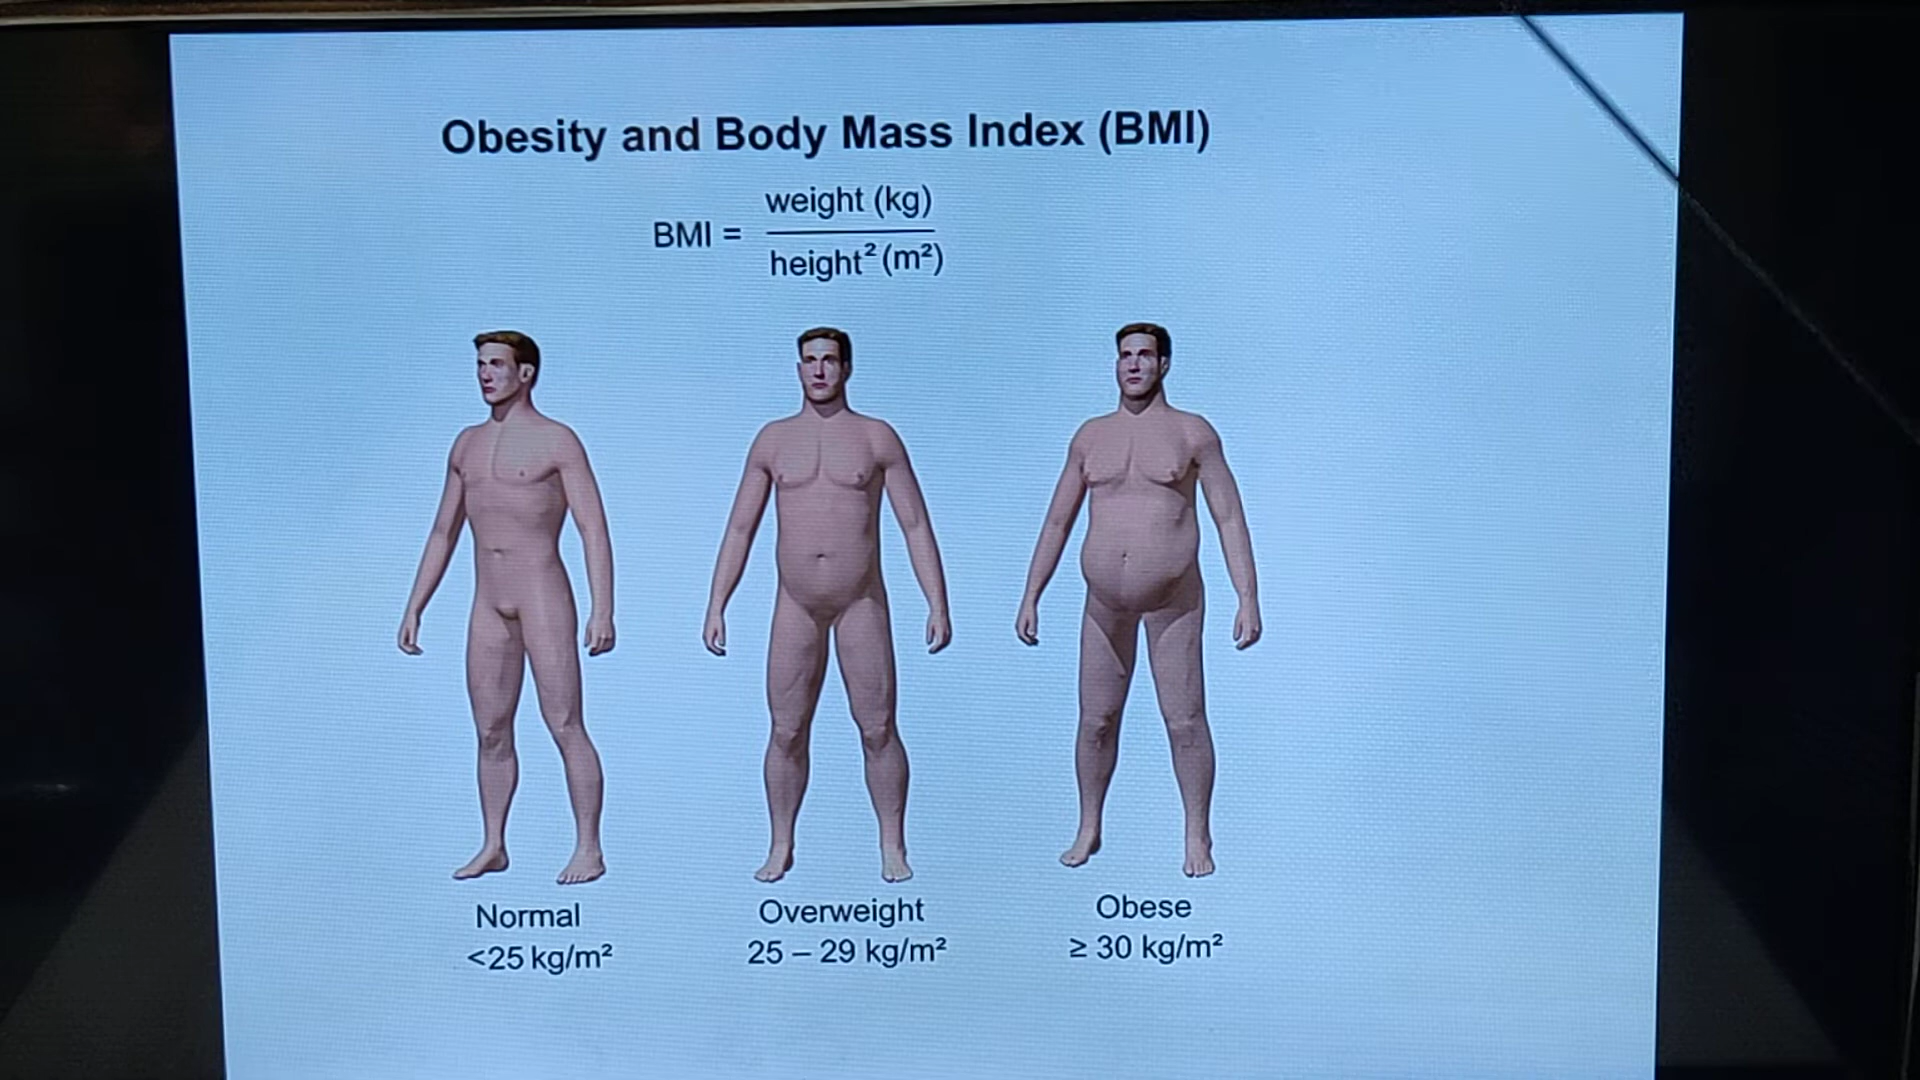 Obesity and Body Mass Index (BMI)
BMI = weight (kg)
height² (m²)
Normal
<25 kg/m²
Overweight
25 – 29 kg/m²
Obese
≥ 30 kg/m²